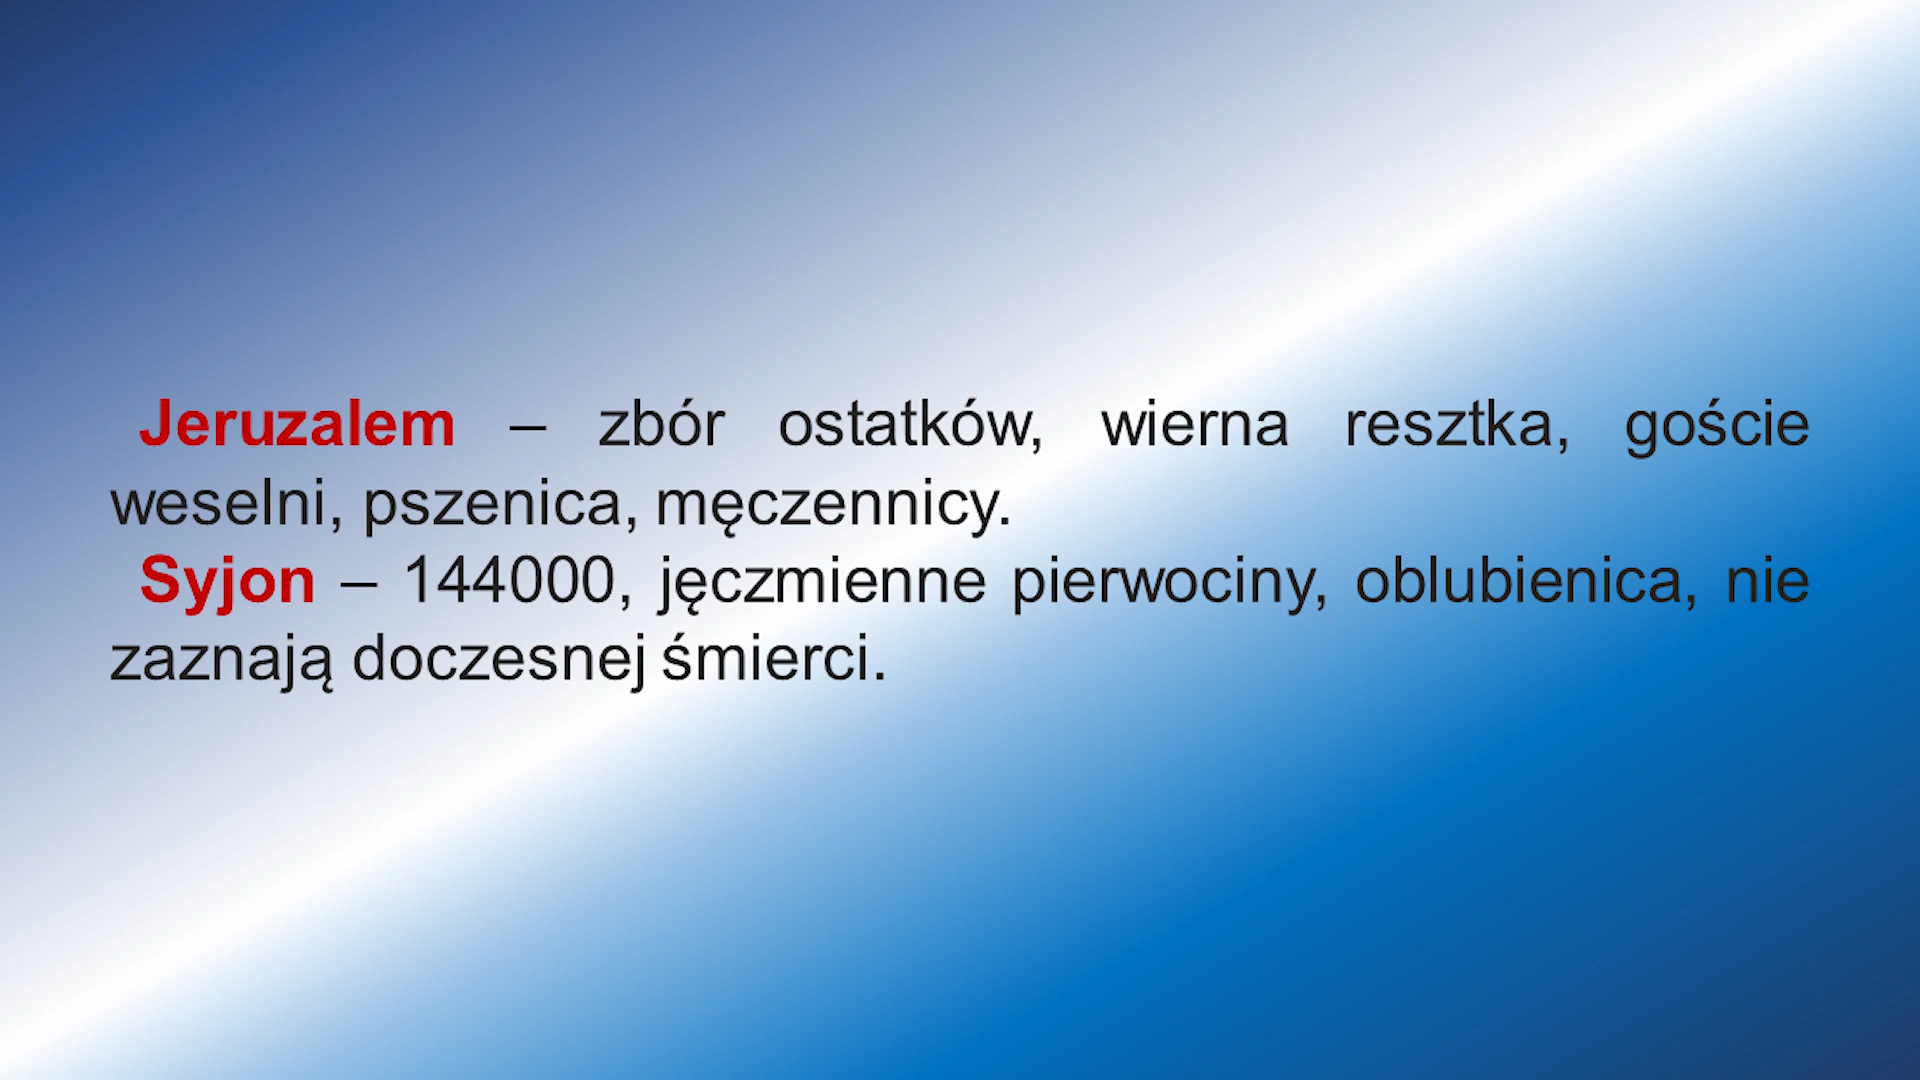 Jeruzalem – zbór ostatków, wierna resztka, goście
weselni, pszenica, męczennicy.
Syjon – 144000, jęczmienne pierwociny, oblubienica, nie
zaznają doczesnej śmierci.